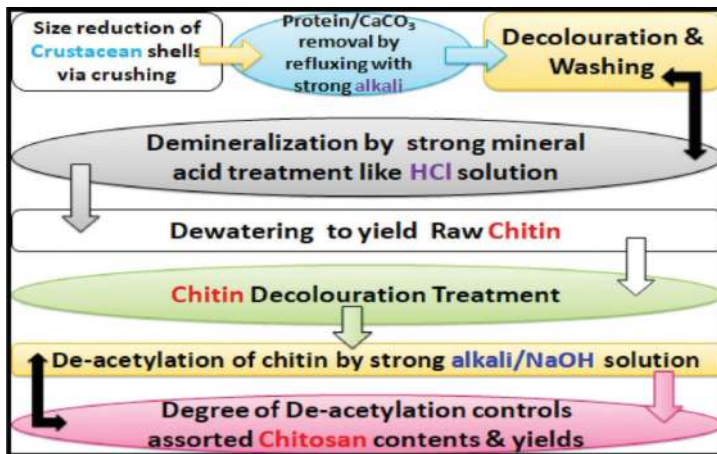 Size reduction of
Crustacean shells
via crushing
Protein/CaCO₃
removal by
refluxing with
strong alkali
Decolouration &
Washing
Demineralization by strong mineral
acid treatment like HCl solution
Dewatering to yield Raw Chitin
Chitin Decolouration Treatment
De-acetylation of chitin by strong alkali/NaOH solution
Degree of De-acetylation controls
assorted Chitosan contents & yields